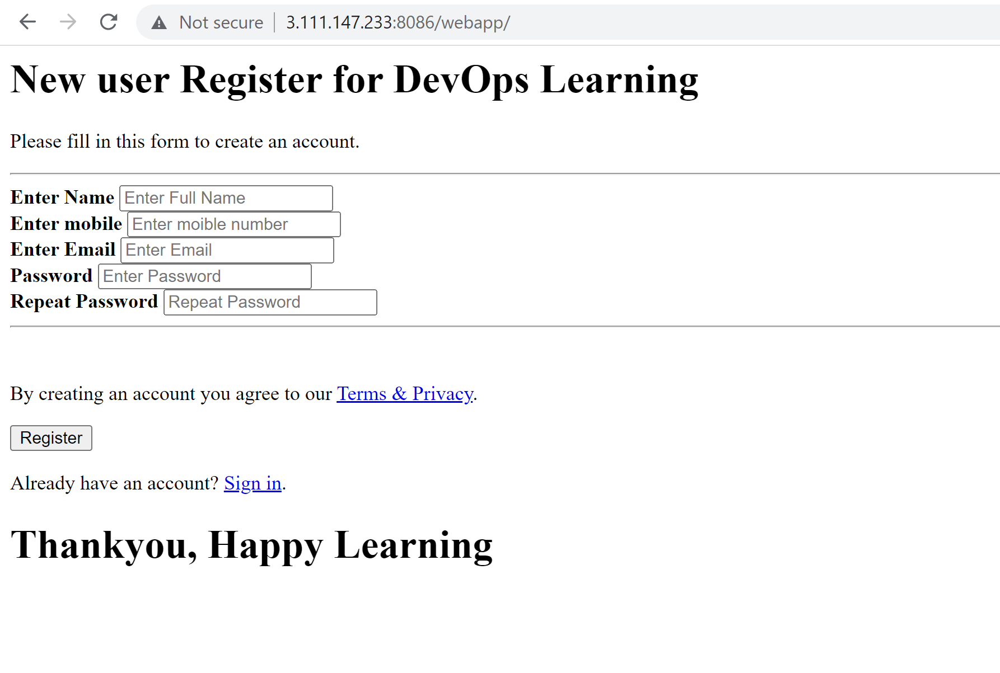 Not secure 3.111.147.233:8086/webapp/
New user Register for DevOps Learning
Please fill in this form to create an account.
Enter Name Enter Full Name
Enter mobile Enter moible number
Enter Email Enter Email
Password Enter Password
Repeat Password Repeat Password
By creating an account you agree to our Terms & Privacy.
Register
Already have an account? Sign in.
Thankyou, Happy Learning